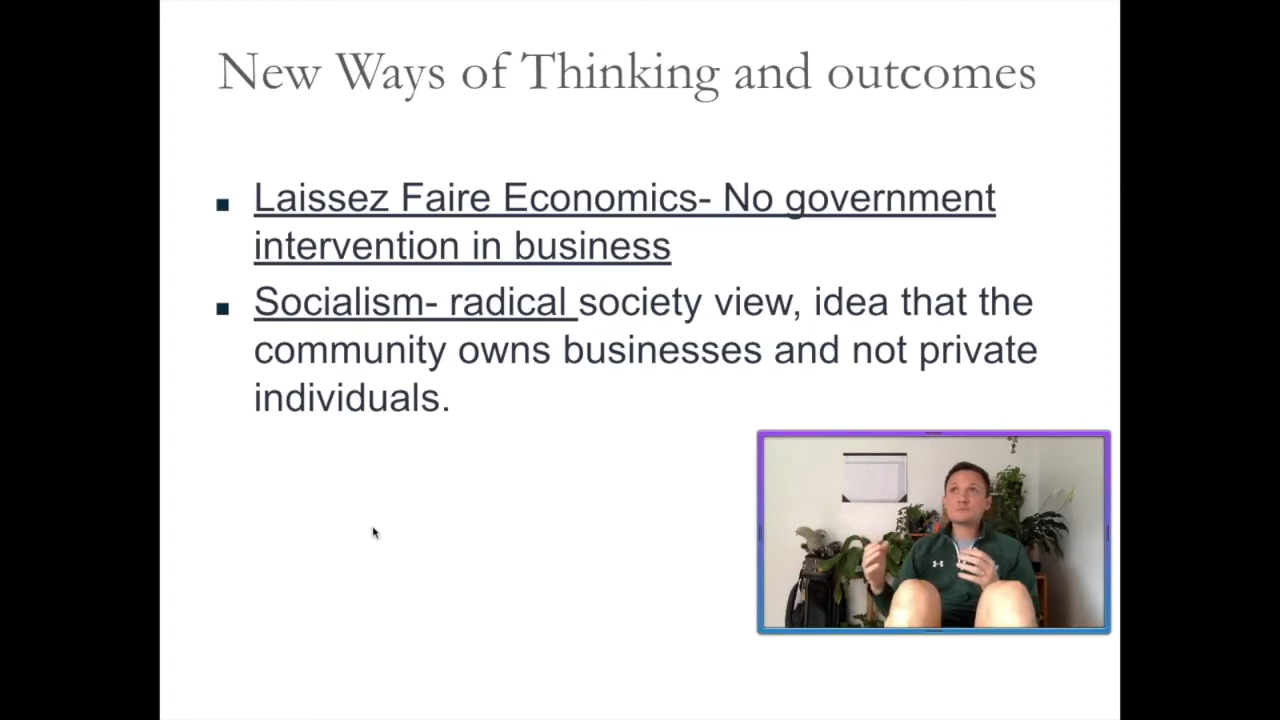 New Ways of Thinking and outcomes
Laissez Faire Economics- No government
intervention in business
Socialism- radical society view, idea that the
community owns businesses and not private
individuals.